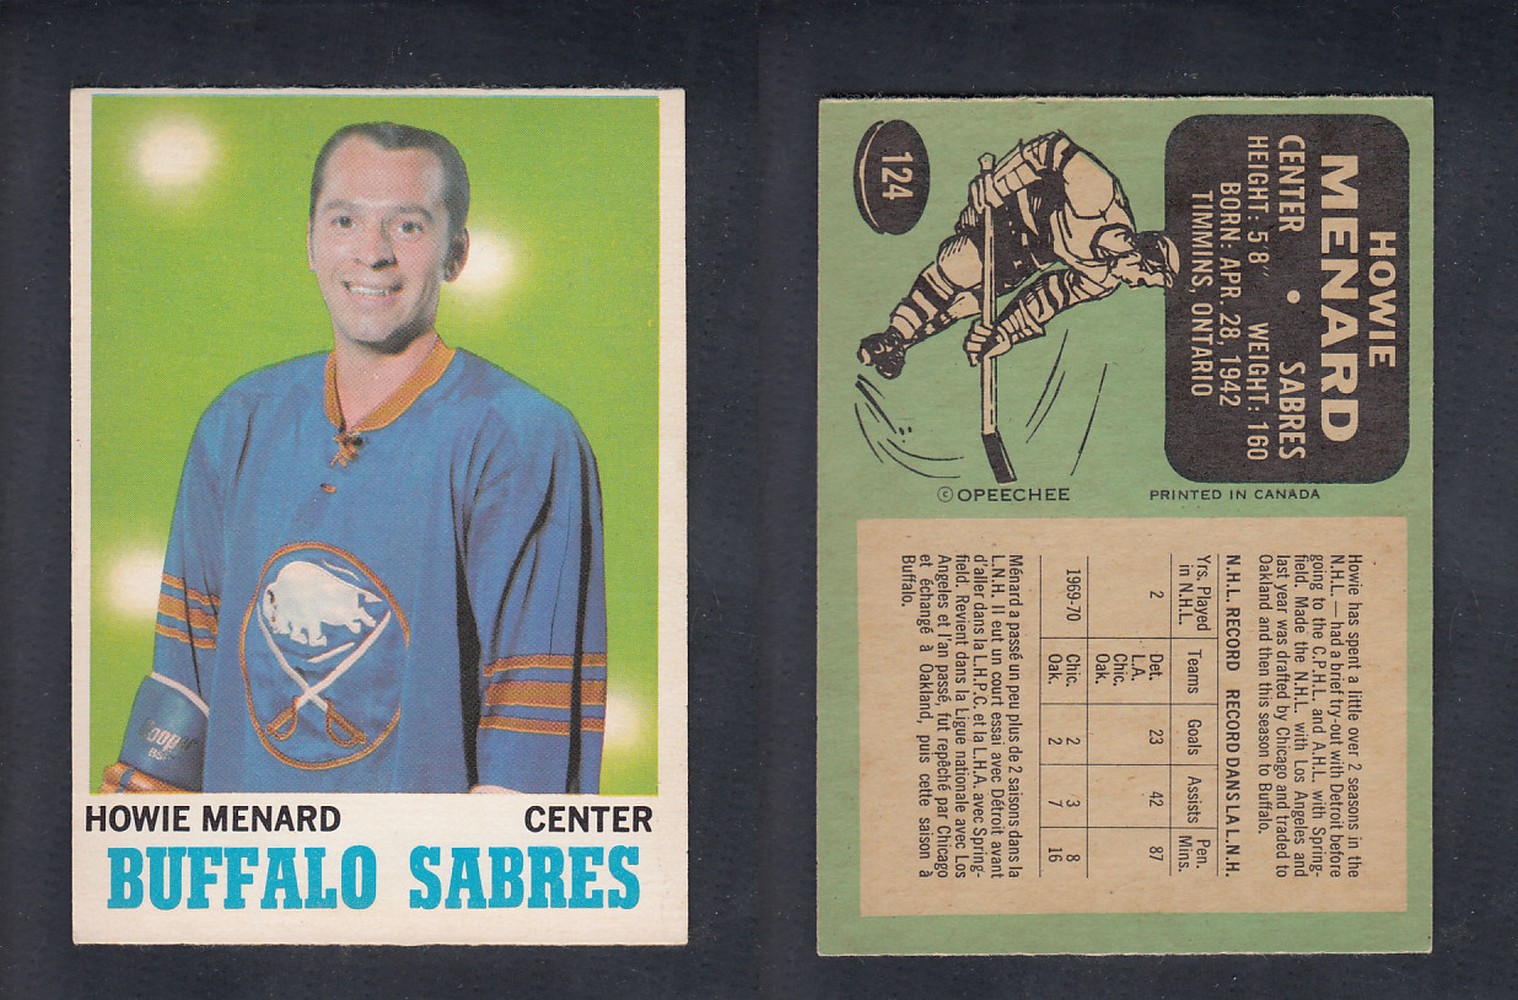 Cooper
HOWIE MENARD CENTER
BUFFALO SABRES
124
HOWIE
MENARD
CENTER • SABRES
HEIGHT: 5'8" WEIGHT: 160
BORN: APR. 28, 1942
TIMMINS, ONTARIO
© OPEECHEE PRINTED IN CANADA
Howie has spent a little over 2 seasons in the
N.H.L. — had a brief try-out with Detroit before
going to the C.P.H.L. and A.H.L. with Spring-
field. Made the N.H.L. with Los Angeles and
last year was drafted by Chicago and traded to
Oakland and then this season to Buffalo.
N.H.L. RECORD RECORD DANS LA L.N.H.
Yrs. Played in N.H.L. Teams Goals Assists Pen. Mins.
2 Det. 23 42 87
L.A.
Chic.
Oak.
1969-70 Chic. 2 3 8
Oak. 2 7 16
Ménard a passé un peu plus de 2 saisons dans la
L.N.H. Il eut un court essai avec Détroit avant
d'aller dans la L.H.P.C. et la L.H.A. avec Spring-
field. Revient dans la Ligue nationale avec Los
Angeles et l'an passé, fut repêché par Chicago
et échangé à Oakland, puis cette saison à
Buffalo.